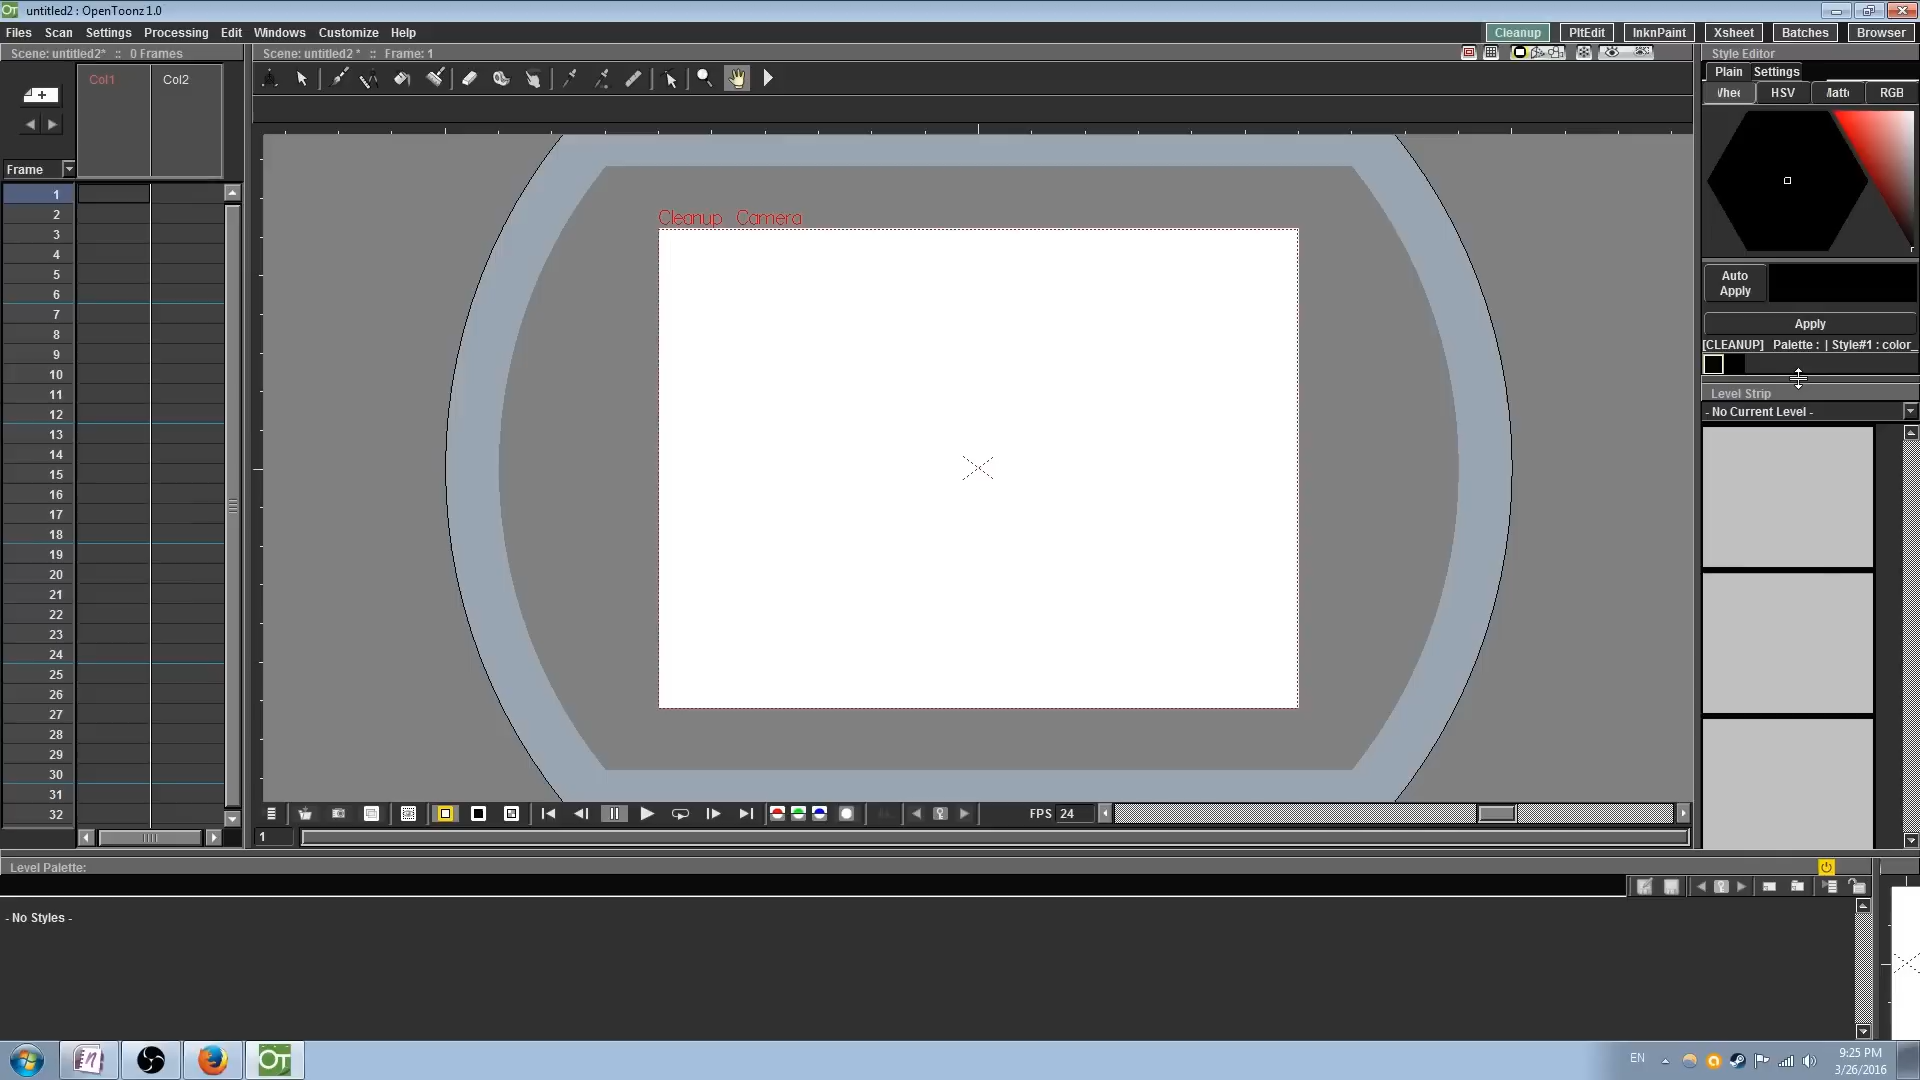 untitled2 : OpenToonz 1.0
Files Scan Settings Processing Edit Windows Customize Help
Cleanup PltEdit InknPaint Xsheet Batches Browser
Scene: untitled2* :: 0 Frames
Scene: untitled2 * :: Frame: 1
Style Editor
Plain Settings
HSV RGB
Col1 Col2
Frame
1
2
3
4
5
6
7
8
9
10
11
12
13
14
15
16
17
18
19
20
21
22
23
24
25
26
27
28
29
30
31
32
Cleanup Camera
Auto
Apply
Apply
[CLEANUP] Palette : | Style#1 : color_
Level Strip
- No Current Level -
FPS 24
1
Level Palette:
- No Styles -
EN
9:25 PM
3/26/2016